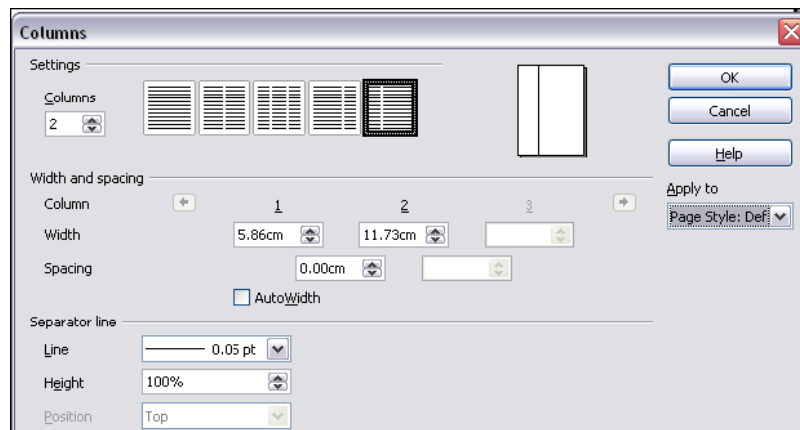 Columns
Settings
Columns
2
OK
Cancel
Help
Apply to
Page Style: Def
Width and spacing
Column 1 2 3
Width 5.86cm 11.73cm
Spacing 0.00cm
AutoWidth
Separator line
Line 0.05 pt
Height 100%
Position Top